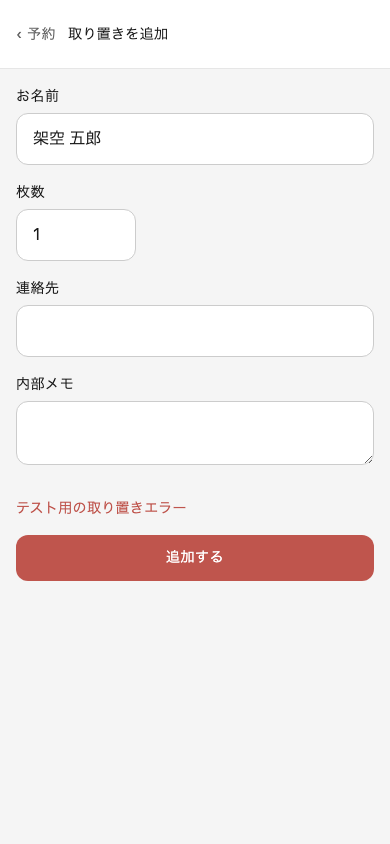 ‹ 予約 取り置きを追加
お名前
架空 五郎
枚数
1
連絡先
内部メモ
テスト用の取り置きエラー
追加する